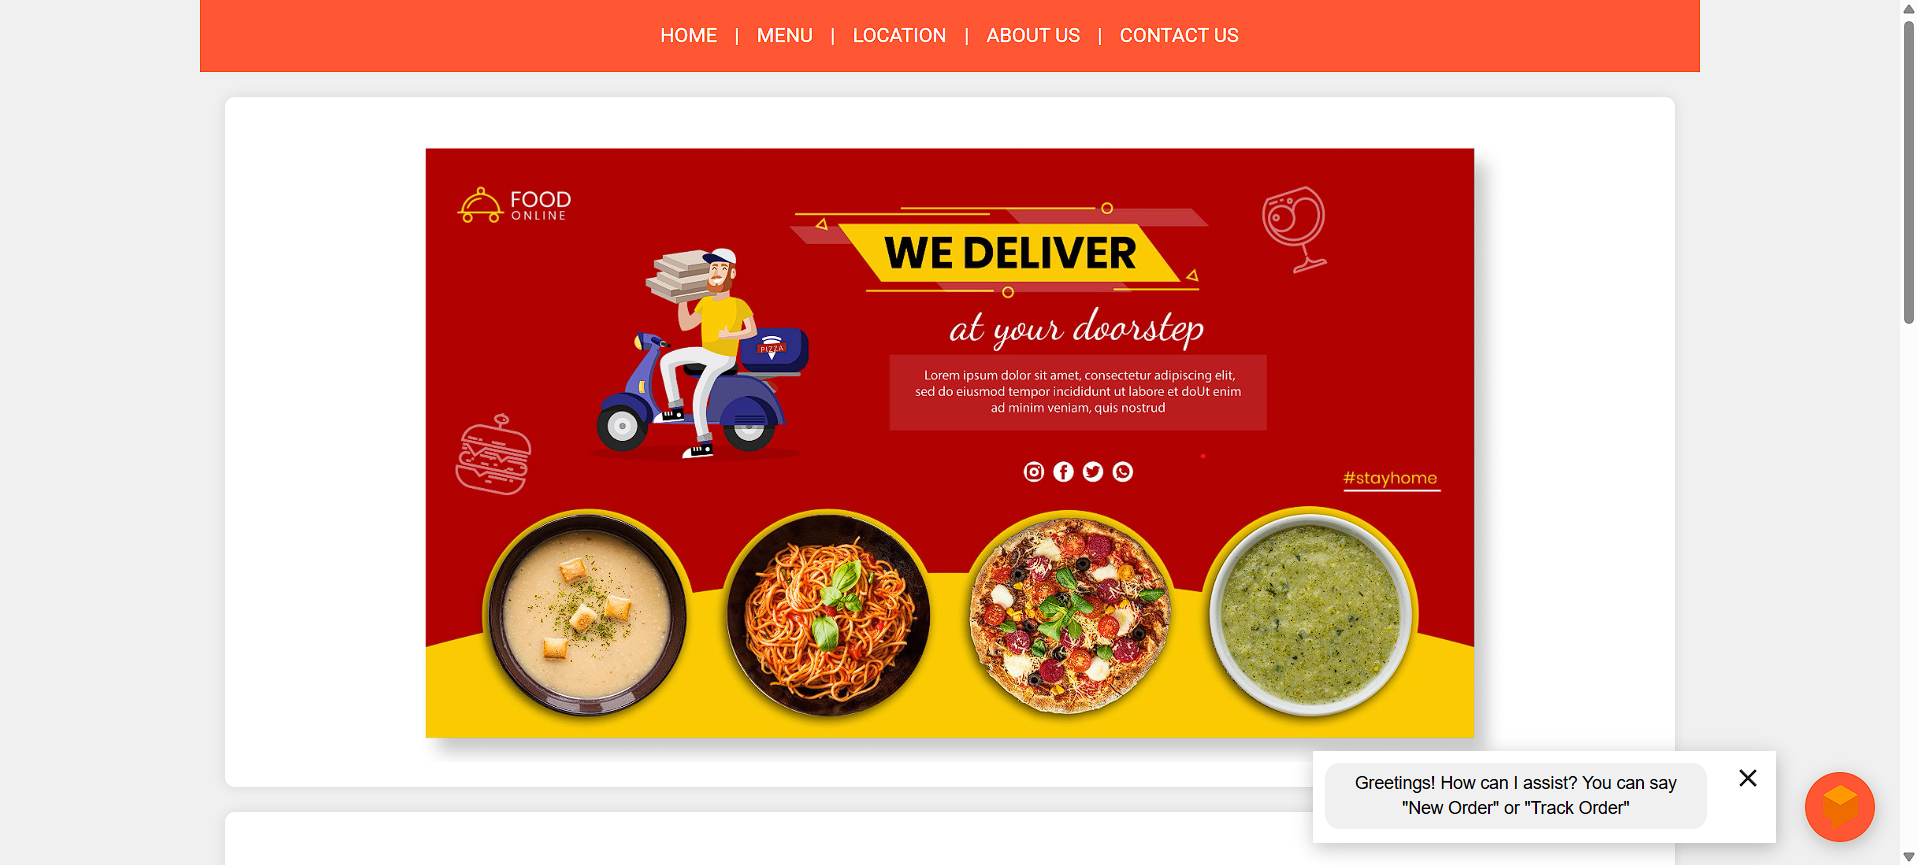 HOME | MENU | LOCATION | ABOUT US | CONTACT US
FOOD
ONLINE
WE DELIVER
at your doorstep
PIZZA
Lorem ipsum dolor sit amet, consectetur adipiscing elit,
sed do eiusmod tempor incididunt ut labore et doUt enim
ad minim veniam, quis nostrud
#stayhome
Greetings! How can I assist? You can say
"New Order" or "Track Order"